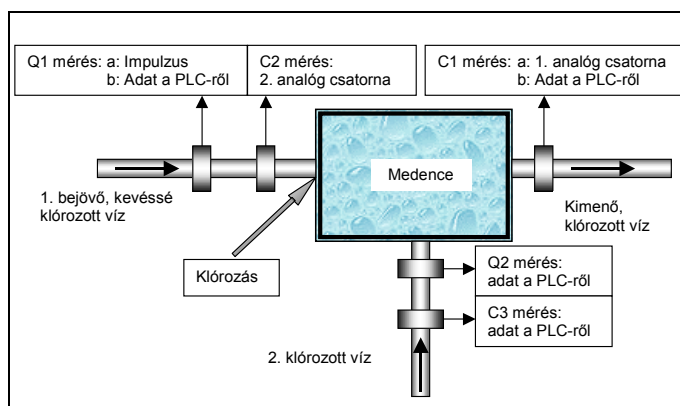 Q1 mérés: a: Impulzus
b: Adat a PLC-ről
C2 mérés:
2. analóg csatorna
C1 mérés: a: 1. analóg csatorna
b: Adat a PLC-ről
1. bejövő, kevéssé
klórozott víz
Medence
Kimenő,
klórozott víz
Klórozás
Q2 mérés:
adat a PLC-ről
C3 mérés:
adat a PLC-ről
2. klórozott víz